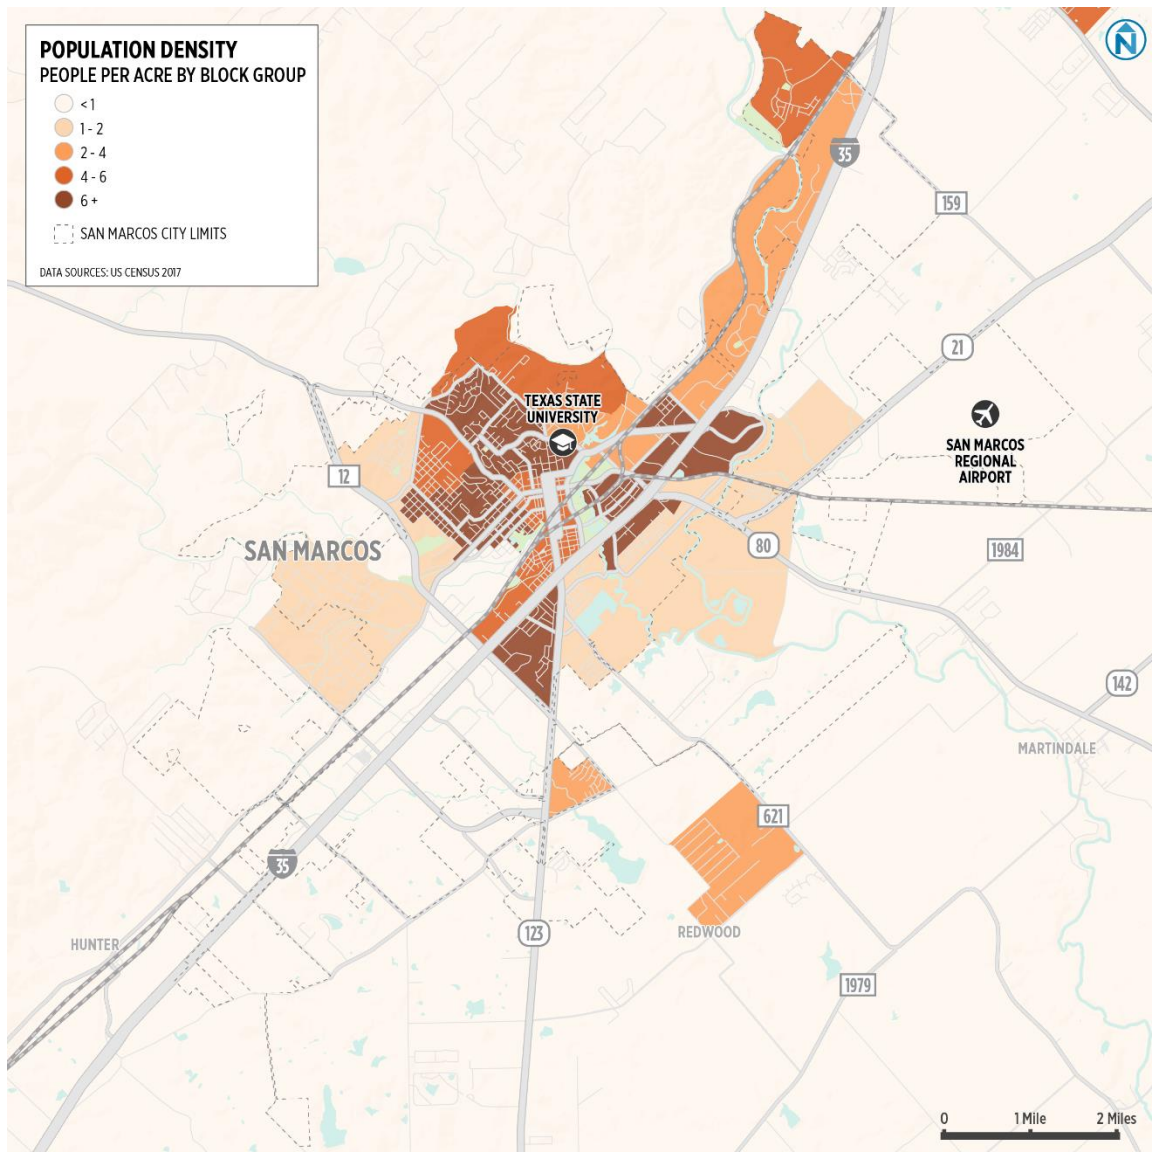 POPULATION DENSITY
PEOPLE PER ACRE BY BLOCK GROUP
< 1
1 - 2
2 - 4
4 - 6
6 +
SAN MARCOS CITY LIMITS
DATA SOURCES: US CENSUS 2017
N
35
159
21
TEXAS STATE
UNIVERSITY
SAN MARCOS
REGIONAL
AIRPORT
12
SAN MARCOS
80
1984
142
MARTINDALE
621
35
123
REDWOOD
HUNTER
1979
0
1 Mile
2 Miles